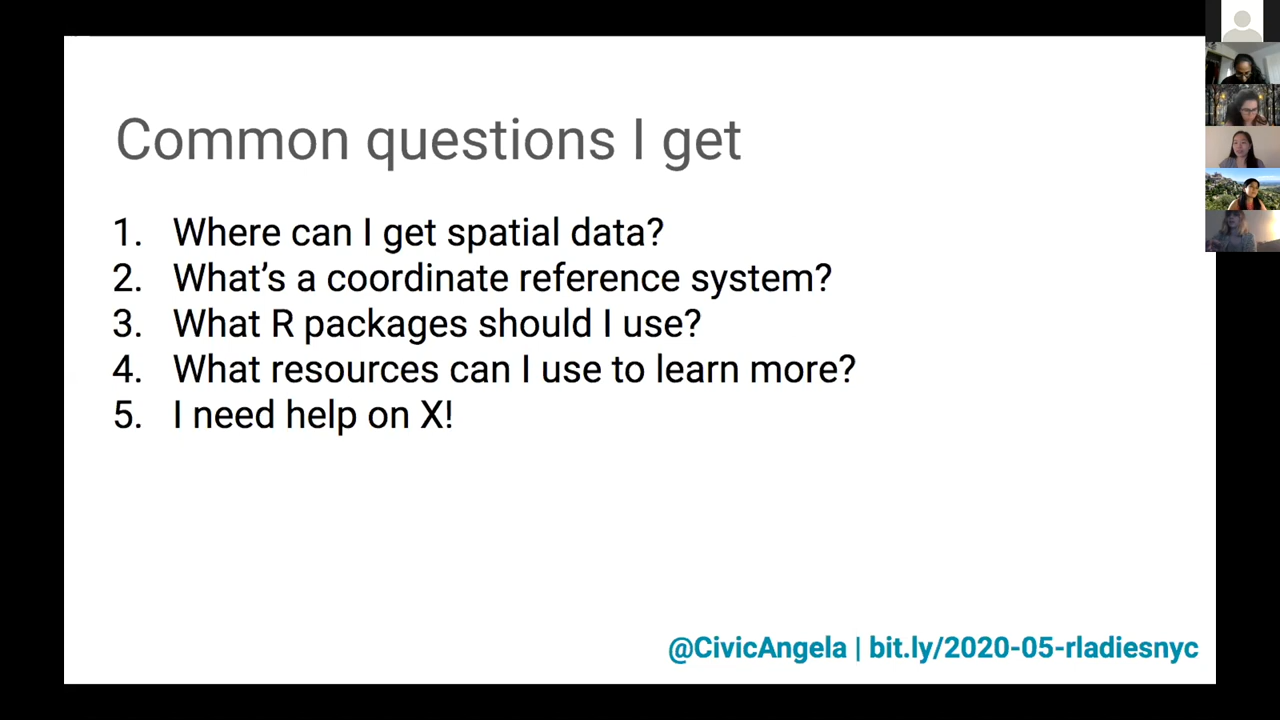 Common questions I get
1. Where can I get spatial data?
2. What's a coordinate reference system?
3. What R packages should I use?
4. What resources can I use to learn more?
5. I need help on X!
@CivicAngela | bit.ly/2020-05-rladiesnyc